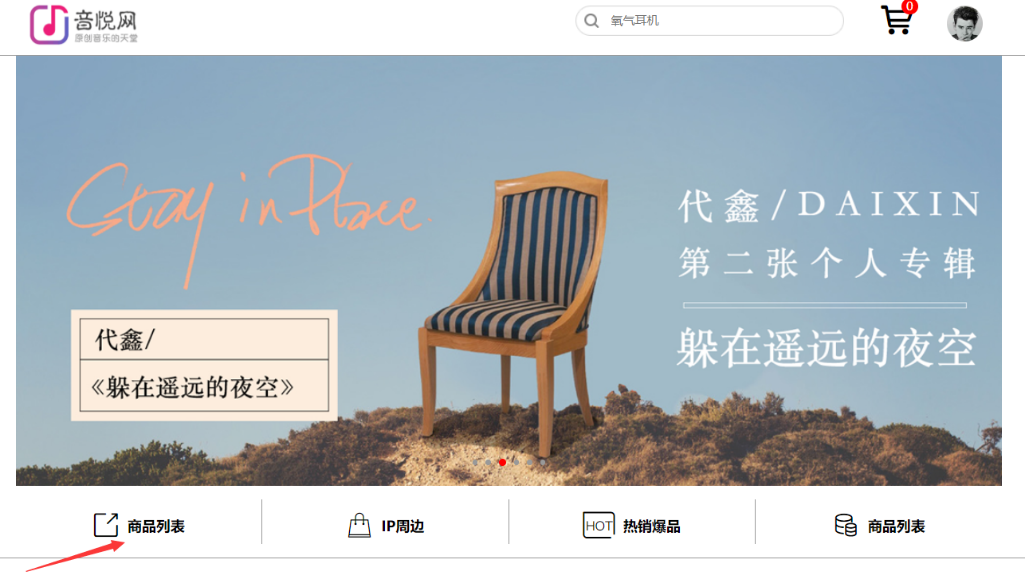 音悦网
原创音乐的天堂
氧气耳机
0
Stay in Place.
代鑫/DAIXIN
第二张个人专辑
躲在遥远的夜空
代鑫/
《躲在遥远的夜空》
商品列表
IP周边
HOT 热销爆品
商品列表